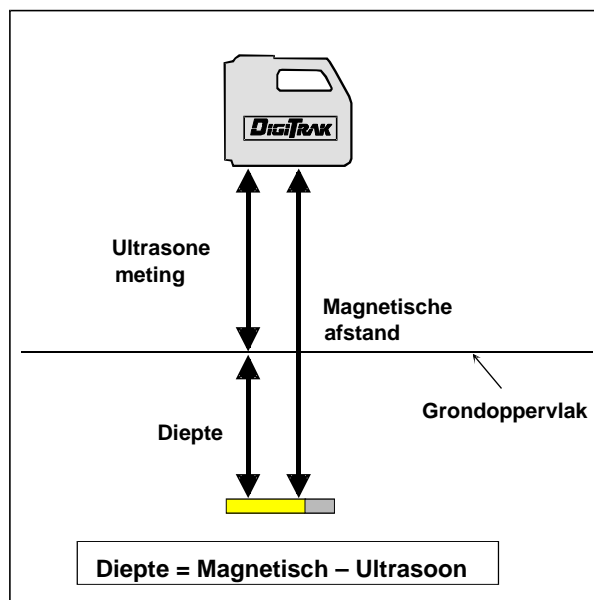 DIGITRAK
Ultrasone
meting
Magnetische
afstand
Grondoppervlak
Diepte
Diepte = Magnetisch – Ultrasoon